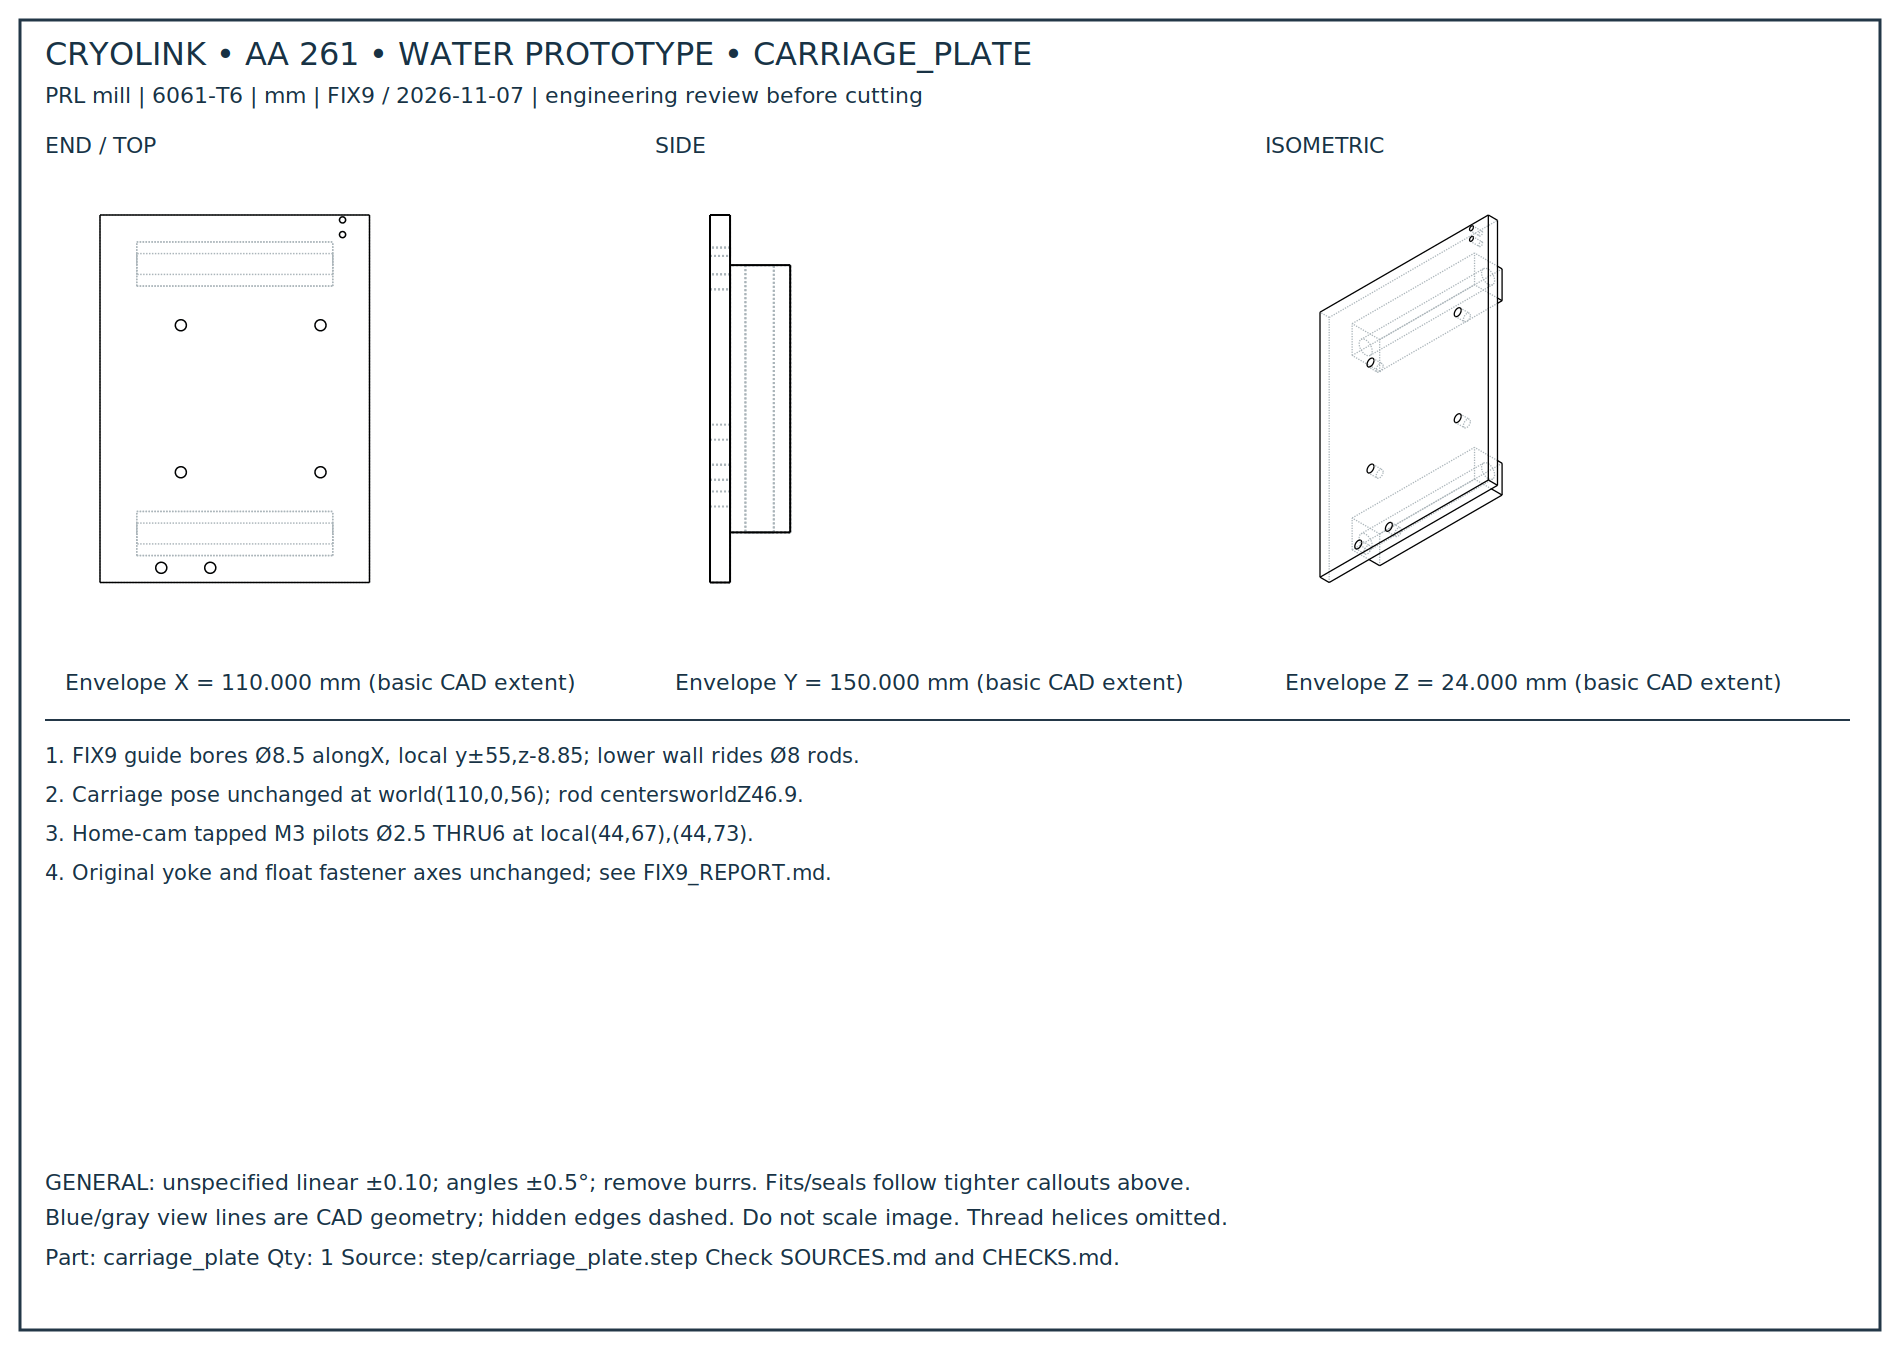 CRYOLINK • AA 261 • WATER PROTOTYPE • CARRIAGE_PLATE
PRL mill | 6061-T6 | mm | FIX9 / 2026-11-07 | engineering review before cutting
END / TOP
SIDE
ISOMETRIC
Envelope X = 110.000 mm (basic CAD extent)
Envelope Y = 150.000 mm (basic CAD extent)
Envelope Z = 24.000 mm (basic CAD extent)
1. FIX9 guide bores Ø8.5 alongX, local y±55,z-8.85; lower wall rides Ø8 rods.
2. Carriage pose unchanged at world(110,0,56); rod centersworldZ46.9.
3. Home-cam tapped M3 pilots Ø2.5 THRU6 at local(44,67),(44,73).
4. Original yoke and float fastener axes unchanged; see FIX9_REPORT.md.
GENERAL: unspecified linear ±0.10; angles ±0.5°; remove burrs. Fits/seals follow tighter callouts above.
Blue/gray view lines are CAD geometry; hidden edges dashed. Do not scale image. Thread helices omitted.
Part: carriage_plate Qty: 1 Source: step/carriage_plate.step Check SOURCES.md and CHECKS.md.